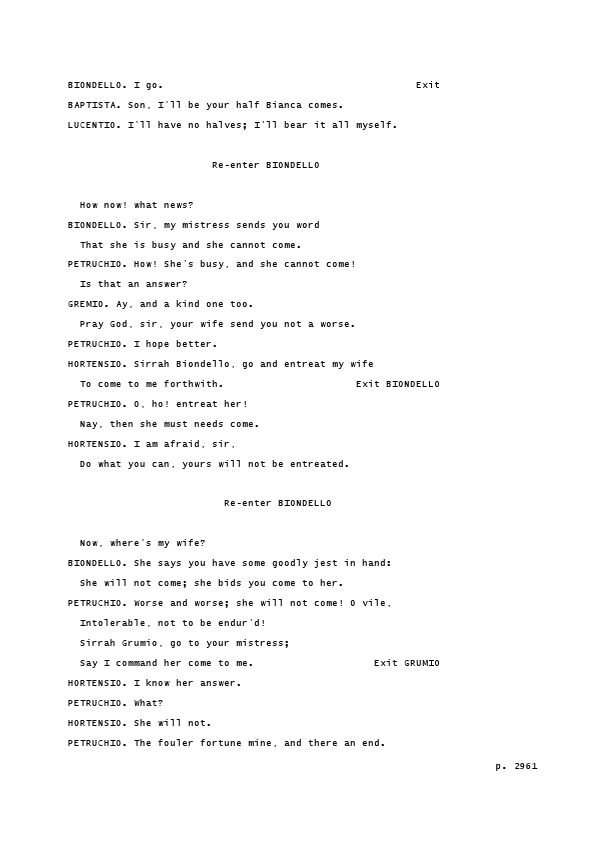 BIONDELLO. I go. Exit
BAPTISTA. Son, I'll be your half Bianca comes.
LUCENTIO. I'll have no halves; I'll bear it all myself.
Re-enter BIONDELLO
How now! what news?
BIONDELLO. Sir, my mistress sends you word
That she is busy and she cannot come.
PETRUCHIO. How! She's busy, and she cannot come!
Is that an answer?
GREMIO. Ay, and a kind one too.
Pray God, sir, your wife send you not a worse.
PETRUCHIO. I hope better.
HORTENSIO. Sirrah Biondello, go and entreat my wife
To come to me forthwith. Exit BIONDELLO
PETRUCHIO. O, ho! entreat her!
Nay, then she must needs come.
HORTENSIO. I am afraid, sir,
Do what you can, yours will not be entreated.
Re-enter BIONDELLO
Now, where's my wife?
BIONDELLO. She says you have some goodly jest in hand:
She will not come; she bids you come to her.
PETRUCHIO. Worse and worse; she will not come! O vile,
Intolerable, not to be endur'd!
Sirrah Grumio, go to your mistress;
Say I command her come to me. Exit GRUMIO
HORTENSIO. I know her answer.
PETRUCHIO. What?
HORTENSIO. She will not.
PETRUCHIO. The fouler fortune mine, and there an end.
p. 2961